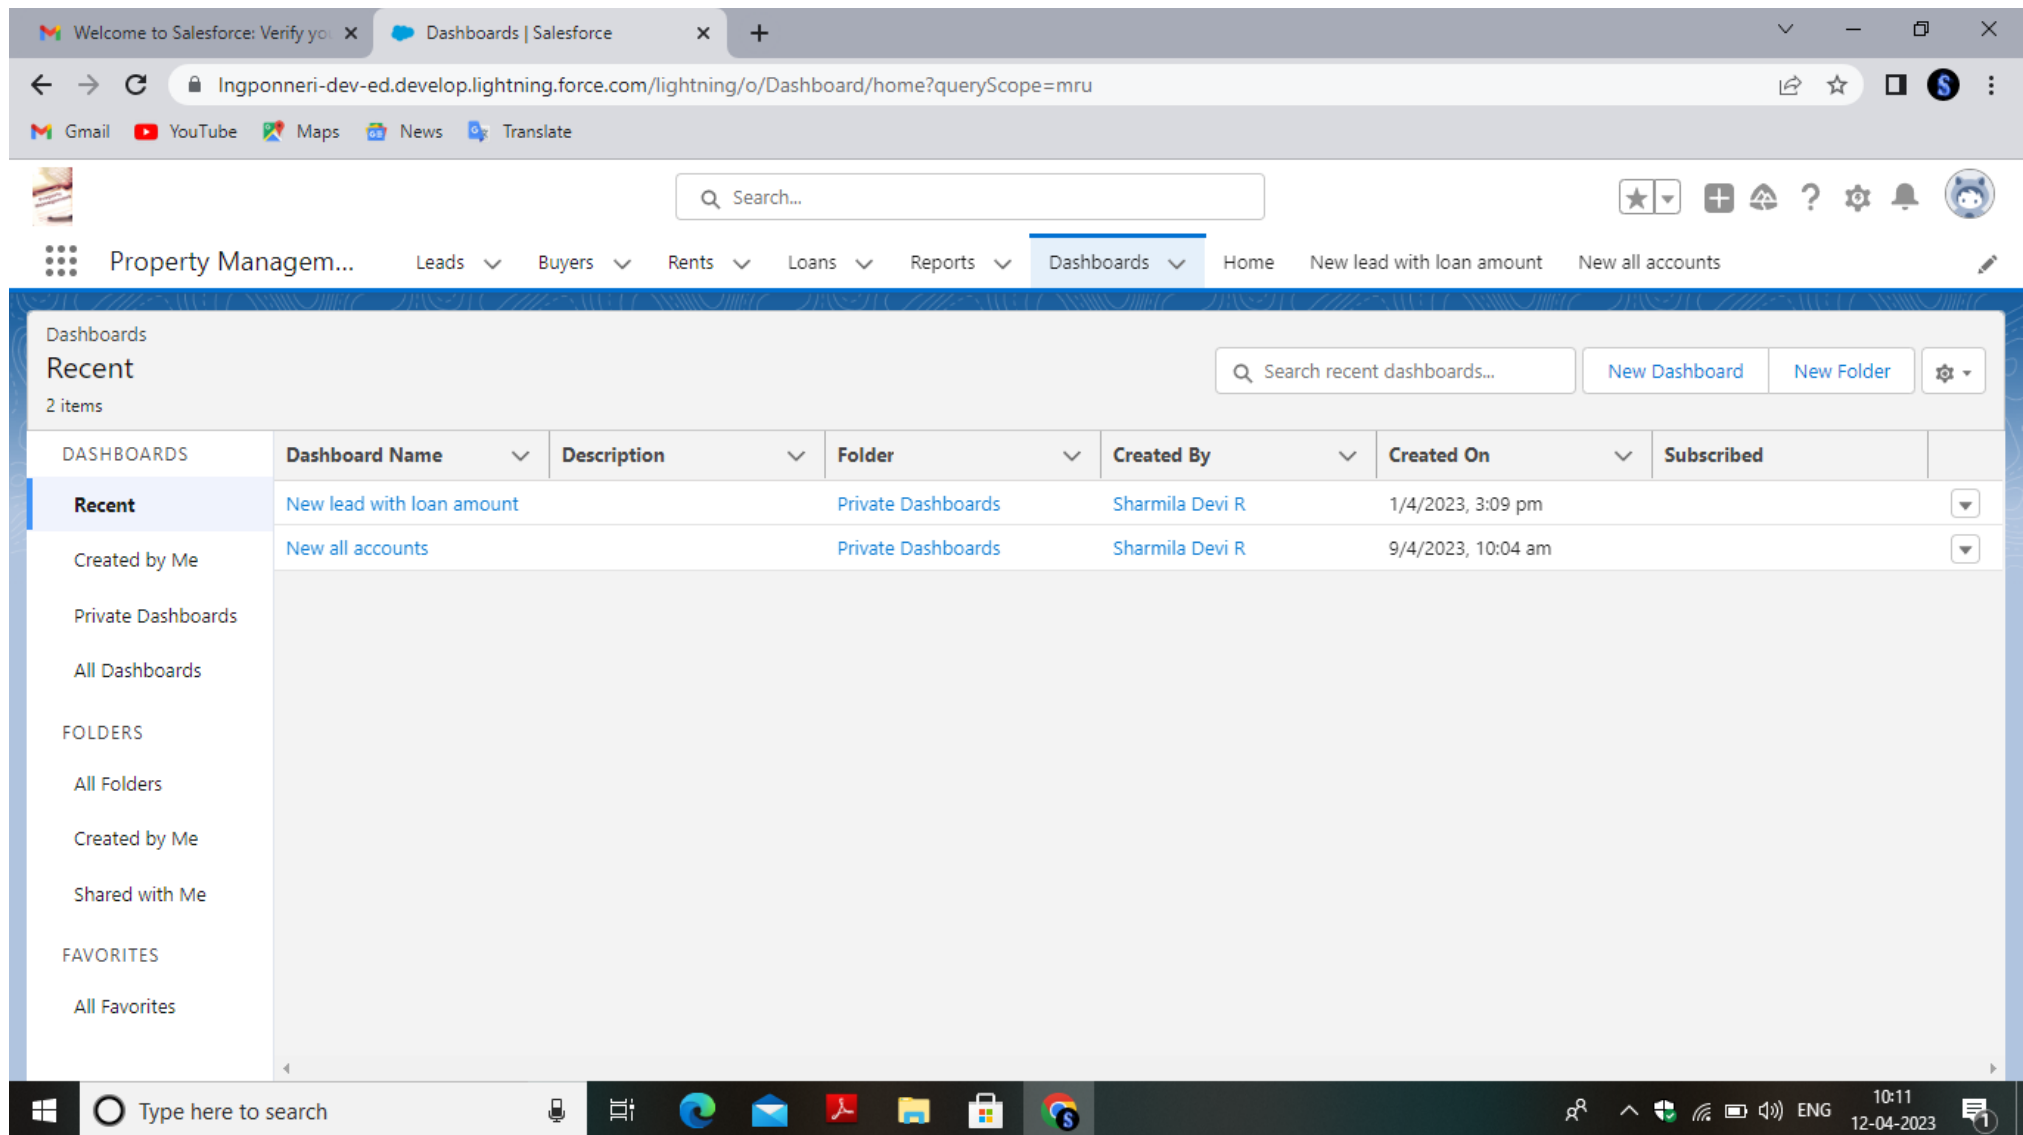 Welcome to Salesforce: Verify yo
Dashboards | Salesforce
lngponneri-dev-ed.develop.lightning.force.com/lightning/o/Dashboard/home?queryScope=mru
Gmail YouTube Maps News Translate
Search...
Property Managem... Leads Buyers Rents Loans Reports Dashboards Home New lead with loan amount New all accounts
Dashboards
Recent
2 items
Search recent dashboards... New Dashboard New Folder
DASHBOARDS Dashboard Name Description Folder Created By Created On Subscribed
Recent New lead with loan amount Private Dashboards Sharmila Devi R 1/4/2023, 3:09 pm
New all accounts Private Dashboards Sharmila Devi R 9/4/2023, 10:04 am
Created by Me
Private Dashboards
All Dashboards
FOLDERS
All Folders
Created by Me
Shared with Me
FAVORITES
All Favorites
Type here to search
ENG
10:11
12-04-2023
1